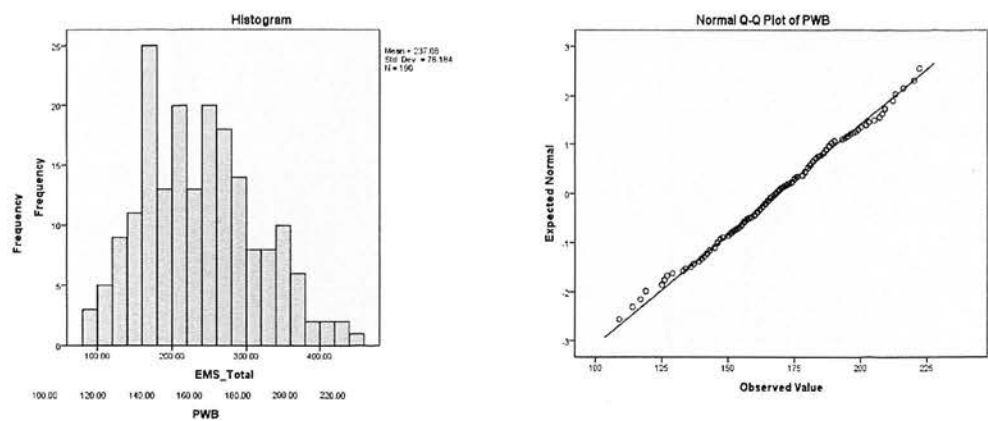 Histogram
Mean = 237.08
Std. Dev. = 76.184
N = 190
25
20
15
10
5
0
Frequency
Frequency
100.00 200.00 300.00 400.00
EMS_Total
100.00 120.00 140.00 160.00 180.00 200.00 220.00
PWB
Normal Q-Q Plot of PWB
3
2
1
0
-1
-2
-3
Expected Normal
100 125 150 175 200 225
Observed Value